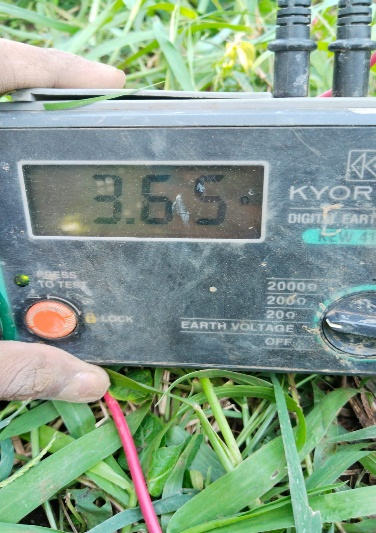 3.65
KYOR
DIGITAL EART
PRESS
TO TEST
LOCK
2000Ω
200Ω
20Ω
EARTH VOLTAGE
OFF